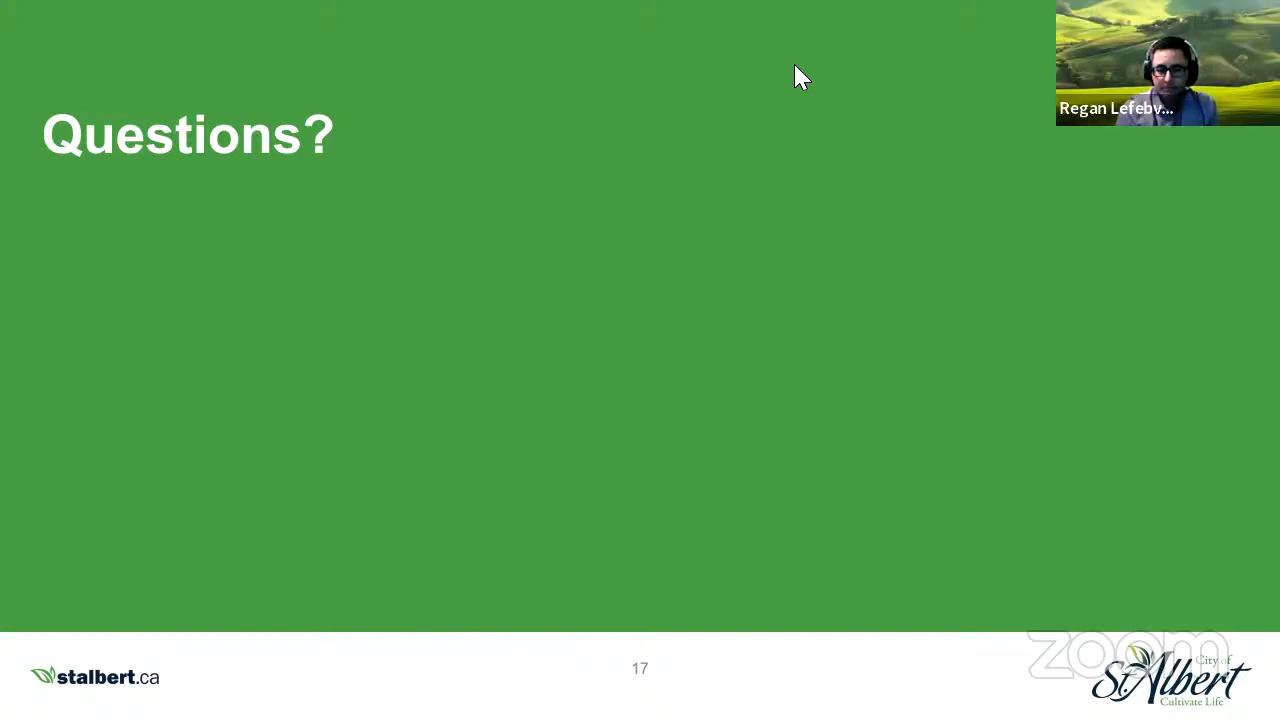 Regan Lefebv...
Questions?
stalbert.ca
17
zoom
City of
St. Albert
Cultivate Life